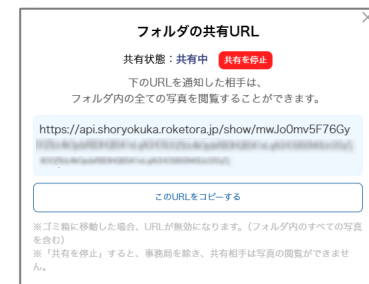 フォルダの共有URL
共有状態：共有中 共有を停止
下のURLを通知した相手は、
フォルダ内の全ての写真を閲覧することができます。
https://api.shoryokuka.roketora.jp/show/mwJo0mv5F76Gy
このURLをコピーする
※ゴミ箱に移動した場合、URLが無効になります。（フォルダ内のすべての写真
を含む）
※「共有を停止」すると、事務局を除き、共有相手は写真の閲覧ができませ
ん。